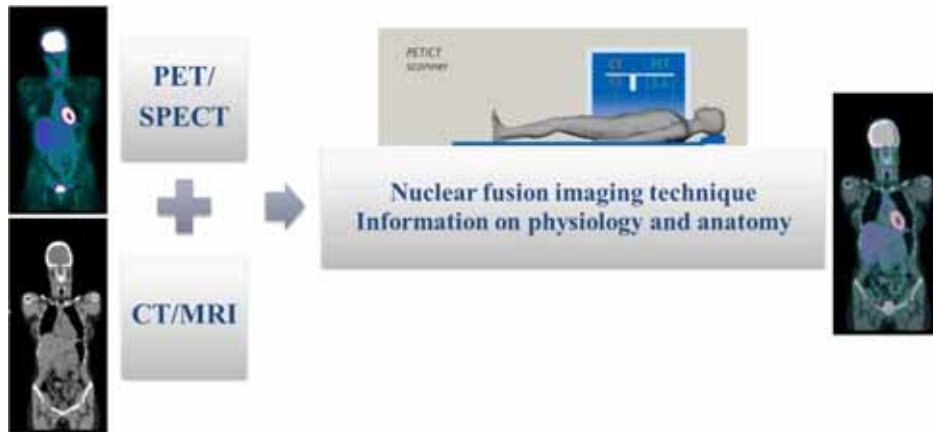 PET/
SPECT
CT/MRI
PET/CT
scanner
CT PET
Nuclear fusion imaging technique
Information on physiology and anatomy